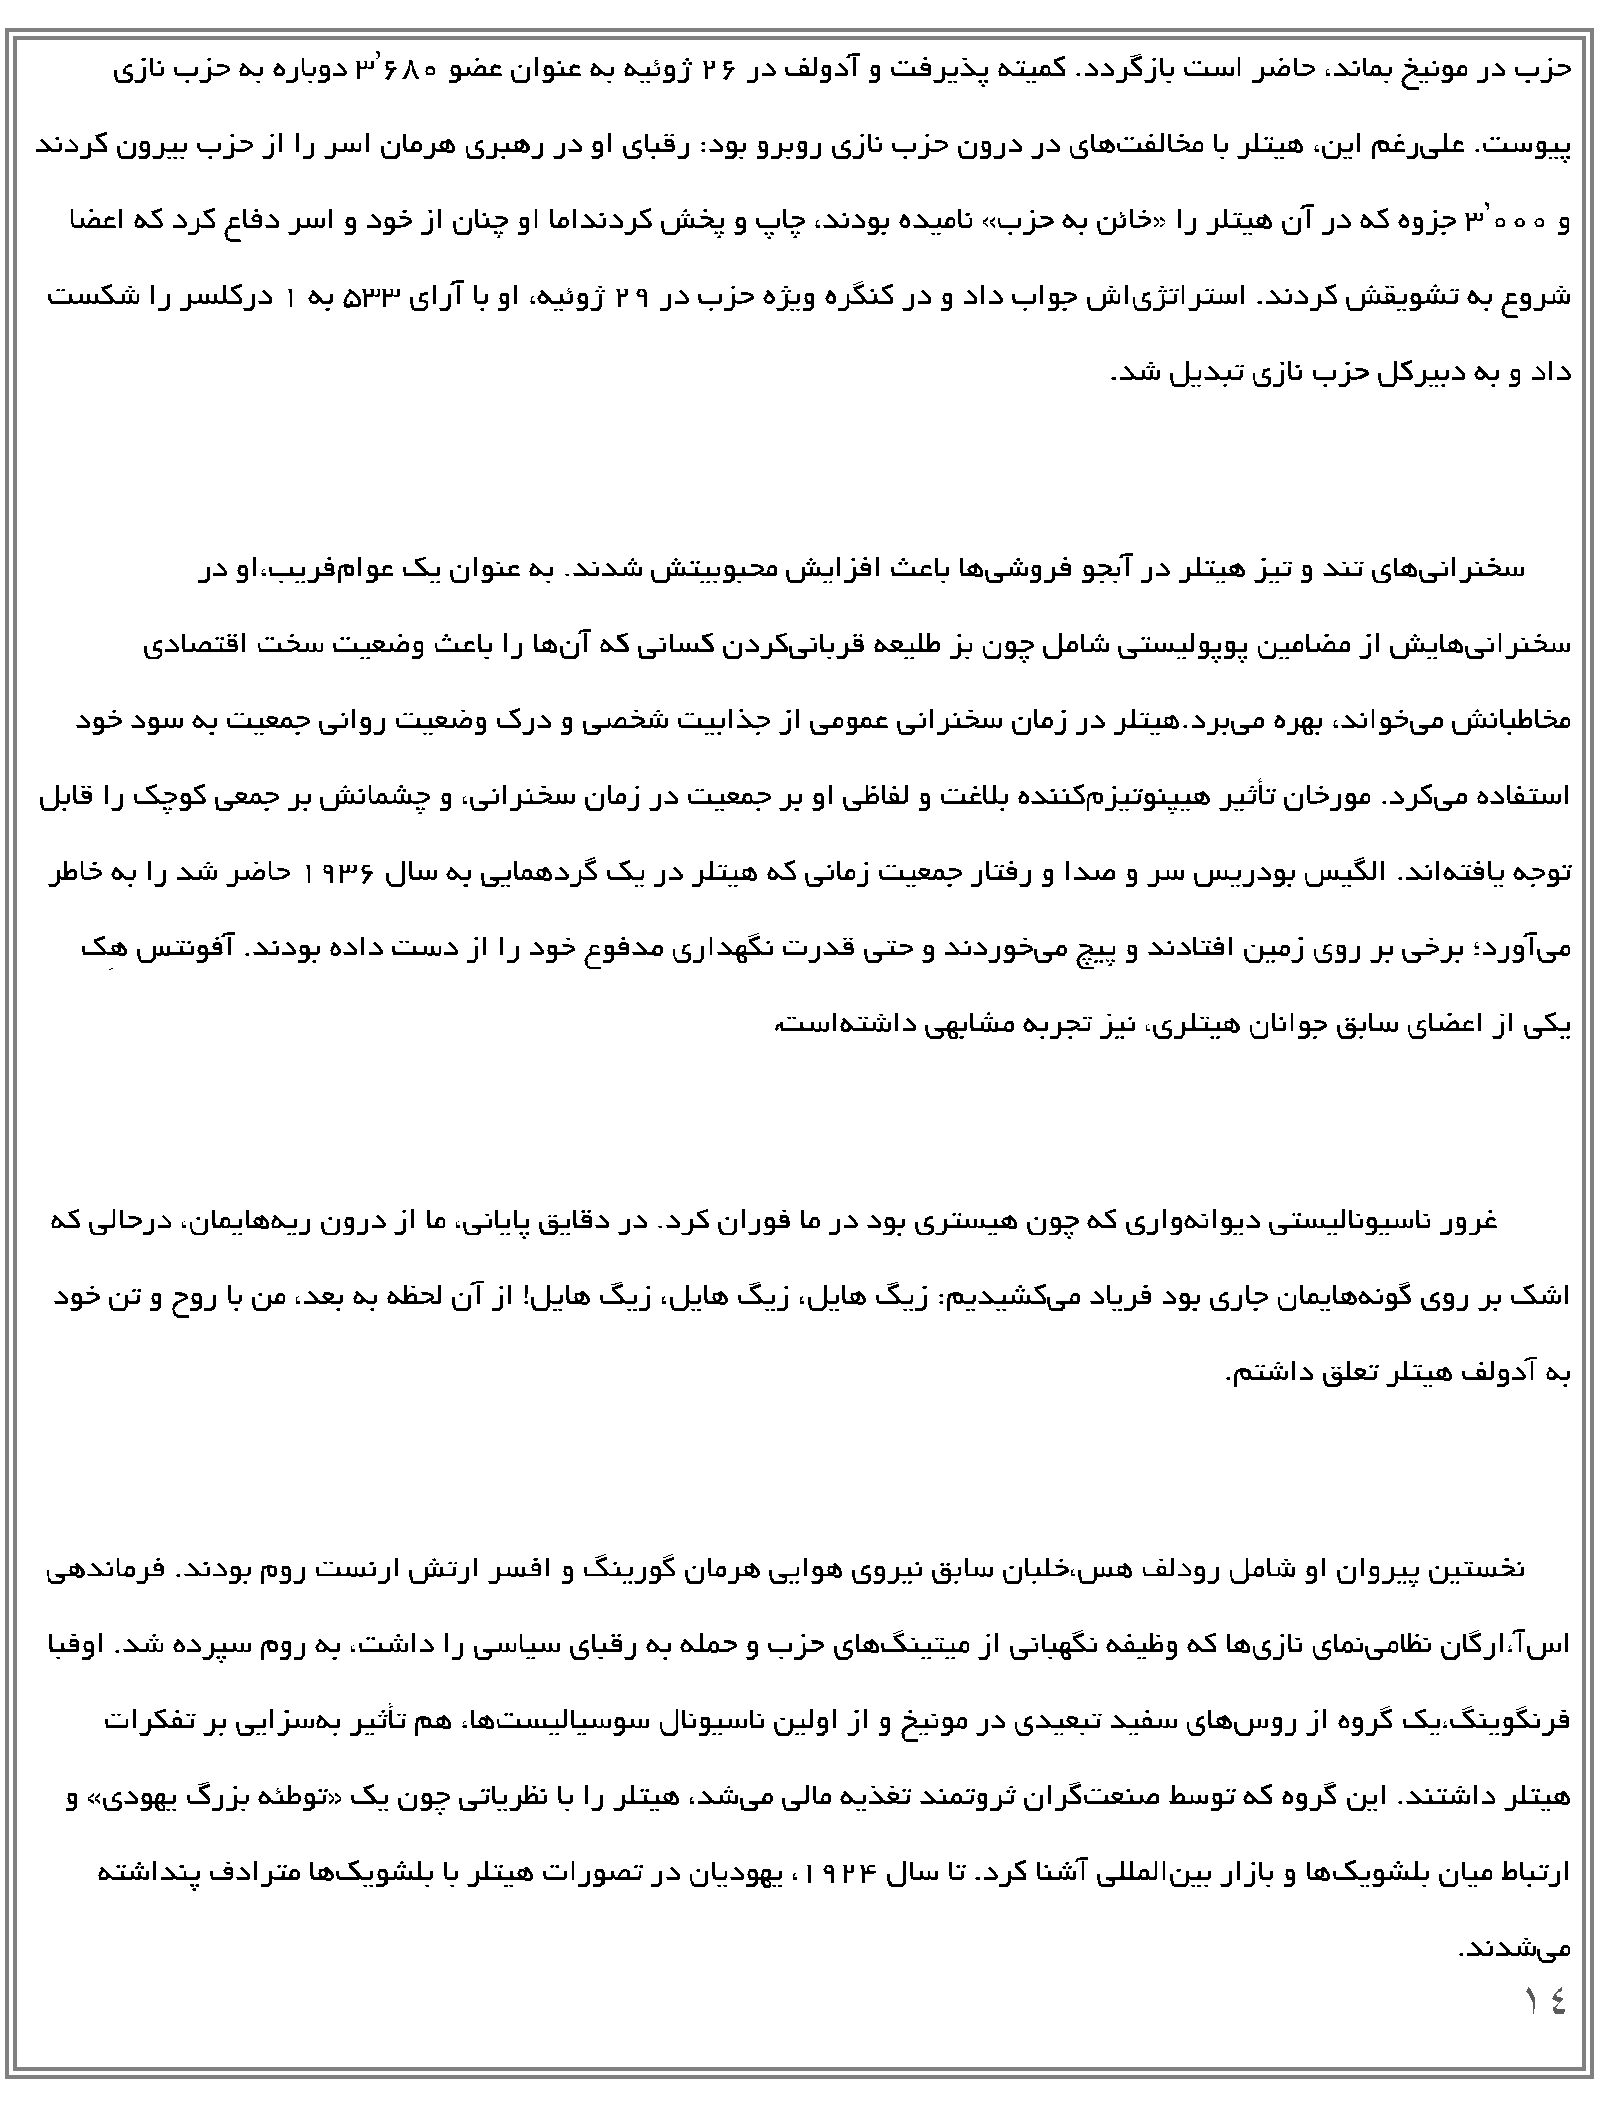 حزب در مونیخ بماند، حاضر است بازگردد. کمیته پذیرفت و آدولف در ۲۶ ژوئیه به عنوان عضو ۳٬۶۸۰ دوباره به حزب نازی
پیوست. علی‌رغم این، هیتلر با مخالفت‌های در درون حزب نازی روبرو بود: رقبای او در رهبری هرمان اسر را از حزب بیرون کردند
و ۳٬۰۰۰ جزوه که در آن هیتلر را «خائن به حزب» نامیده بودند، چاپ و پخش کردنداما او چنان از خود و اسر دفاع کرد که اعضا
شروع به تشویقش کردند. استراتژی‌اش جواب داد و در کنگره ویژه حزب در ۲۹ ژوئیه، او با آرای ۵۳۳ به ۱ درکلسر را شکست
داد و به دبیرکل حزب نازی تبدیل شد.
سخنرانی‌های تند و تیز هیتلر در آبجو فروشی‌ها باعث افزایش محبوبیتش شدند. به عنوان یک عوام‌فریب،او در
سخنرانی‌هایش از مضامین پوپولیستی شامل چون بز طلیعه قربانی‌کردن کسانی که آن‌ها را باعث وضعیت سخت اقتصادی
مخاطبانش می‌خواند، بهره می‌برد.هیتلر در زمان سخنرانی عمومی از جذابیت شخصی و درک وضعیت روانی جمعیت به سود خود
استفاده می‌کرد. مورخان تأثیر هیپنوتیزم‌کننده بلاغت و لفاظی او بر جمعیت در زمان سخنرانی، و چشمانش بر جمعی کوچک را قابل
توجه یافته‌اند. الگیس بودریس سر و صدا و رفتار جمعیت زمانی که هیتلر در یک گردهمایی به سال ۱۹۳۶ حاضر شد را به خاطر
می‌آورد؛ برخی بر روی زمین افتادند و پیچ می‌خوردند و حتی قدرت نگهداری مدفوع خود را از دست داده بودند. آفونتس هِک
یکی از اعضای سابق جوانان هیتلری، نیز تجربه مشابهی داشته‌است
غرور ناسیونالیستی دیوانه‌واری که چون هیستری بود در ما فوران کرد. در دقایق پایانی، ما از درون ریه‌هایمان، درحالی که
اشک بر روی گونه‌هایمان جاری بود فریاد می‌کشیدیم: زیگ هایل، زیگ هایل، زیگ هایل! از آن لحظه به بعد، من با روح و تن خود
به آدولف هیتلر تعلق داشتم.
نخستین پیروان او شامل رودلف هس،خلبان سابق نیروی هوایی هرمان گورینگ و افسر ارتش ارنست روم بودند. فرماندهی
اس‌آ،ارگان نظامی‌نمای نازی‌ها که وظیفه نگهبانی از میتینگ‌های حزب و حمله به رقبای سیاسی را داشت، به روم سپرده شد. اوفبا
فرنگوینگ،یک گروه از روس‌های سفید تبعیدی در مونیخ و از اولین ناسیونال سوسیالیست‌ها، هم تأثیر به‌سزایی بر تفکرات
هیتلر داشتند. این گروه که توسط صنعت‌گران ثروتمند تغذیه مالی می‌شد، هیتلر را با نظریاتی چون یک «توطئه بزرگ یهودی» و
ارتباط میان بلشویک‌ها و بازار بین‌المللی آشنا کرد. تا سال ۱۹۲۴، یهودیان در تصورات هیتلر با بلشویک‌ها مترادف پنداشته
می‌شدند.
١٤